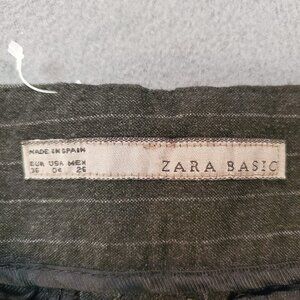 MADE IN SPAIN
EUR USA MEX
36 04 26
ZARA BASIC